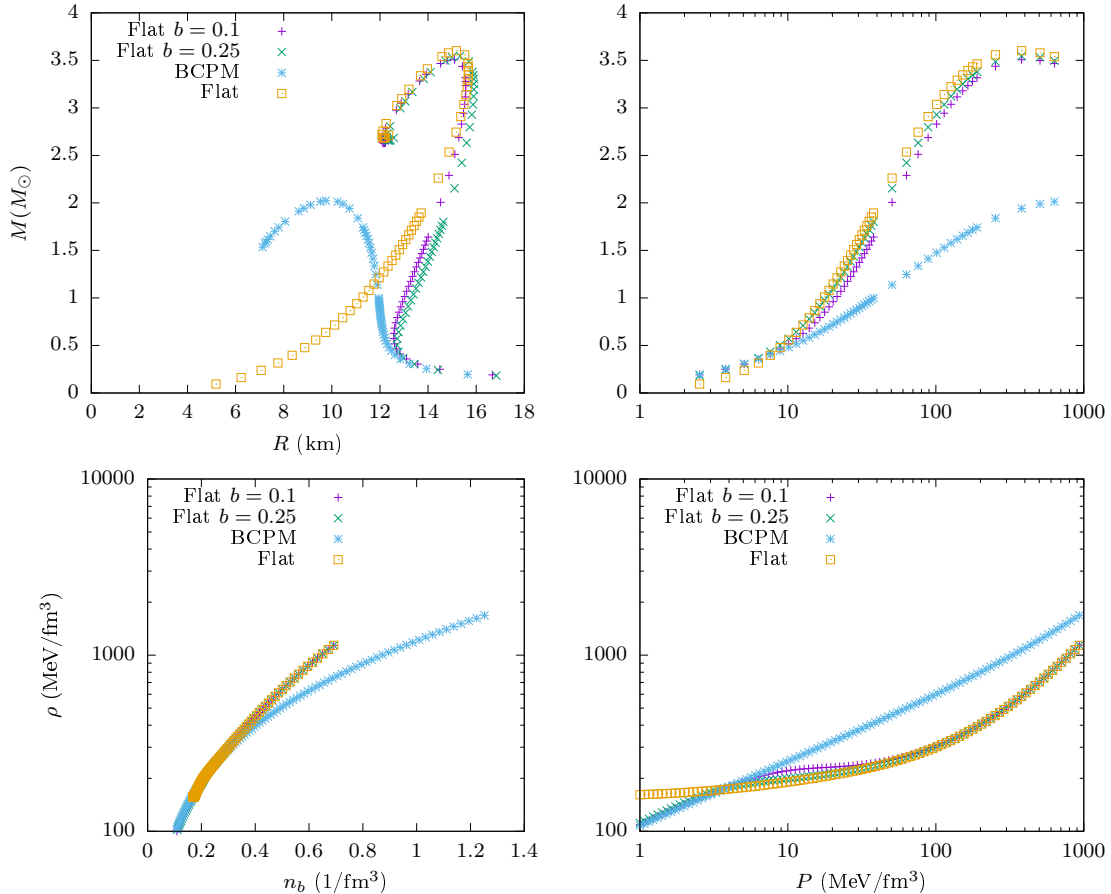 4
3.5
3
2.5
2
1.5
1
0.5
0
M(M⊙)
Flat b = 0.1
Flat b = 0.25
BCPM
Flat
0 2 4 6 8 10 12 14 16 18
R (km)
4
3.5
3
2.5
2
1.5
1
0.5
0
1 10 100 1000
10000
1000
100
ρ (MeV/fm³)
Flat b = 0.1
Flat b = 0.25
BCPM
Flat
0 0.2 0.4 0.6 0.8 1 1.2 1.4
n_b (1/fm³)
10000
1000
100
Flat b = 0.1
Flat b = 0.25
BCPM
Flat
1 10 100 1000
P (MeV/fm³)